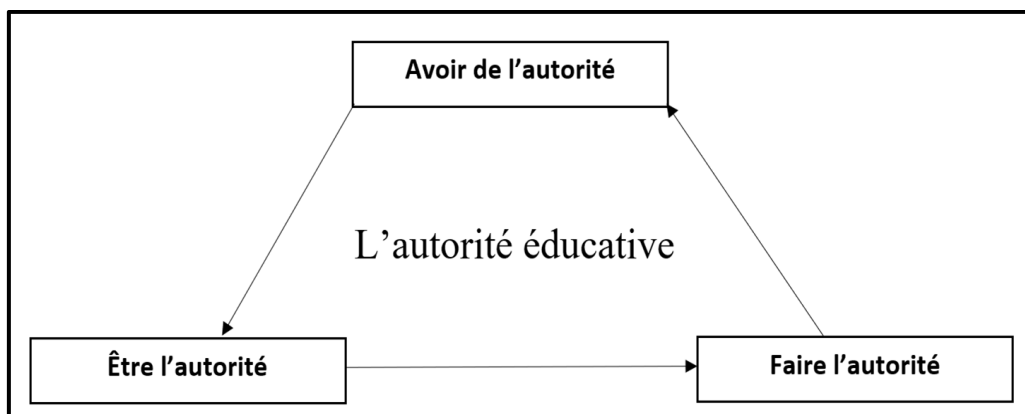 Avoir de l’autorité
L’autorité éducative
Être l’autorité
Faire l’autorité